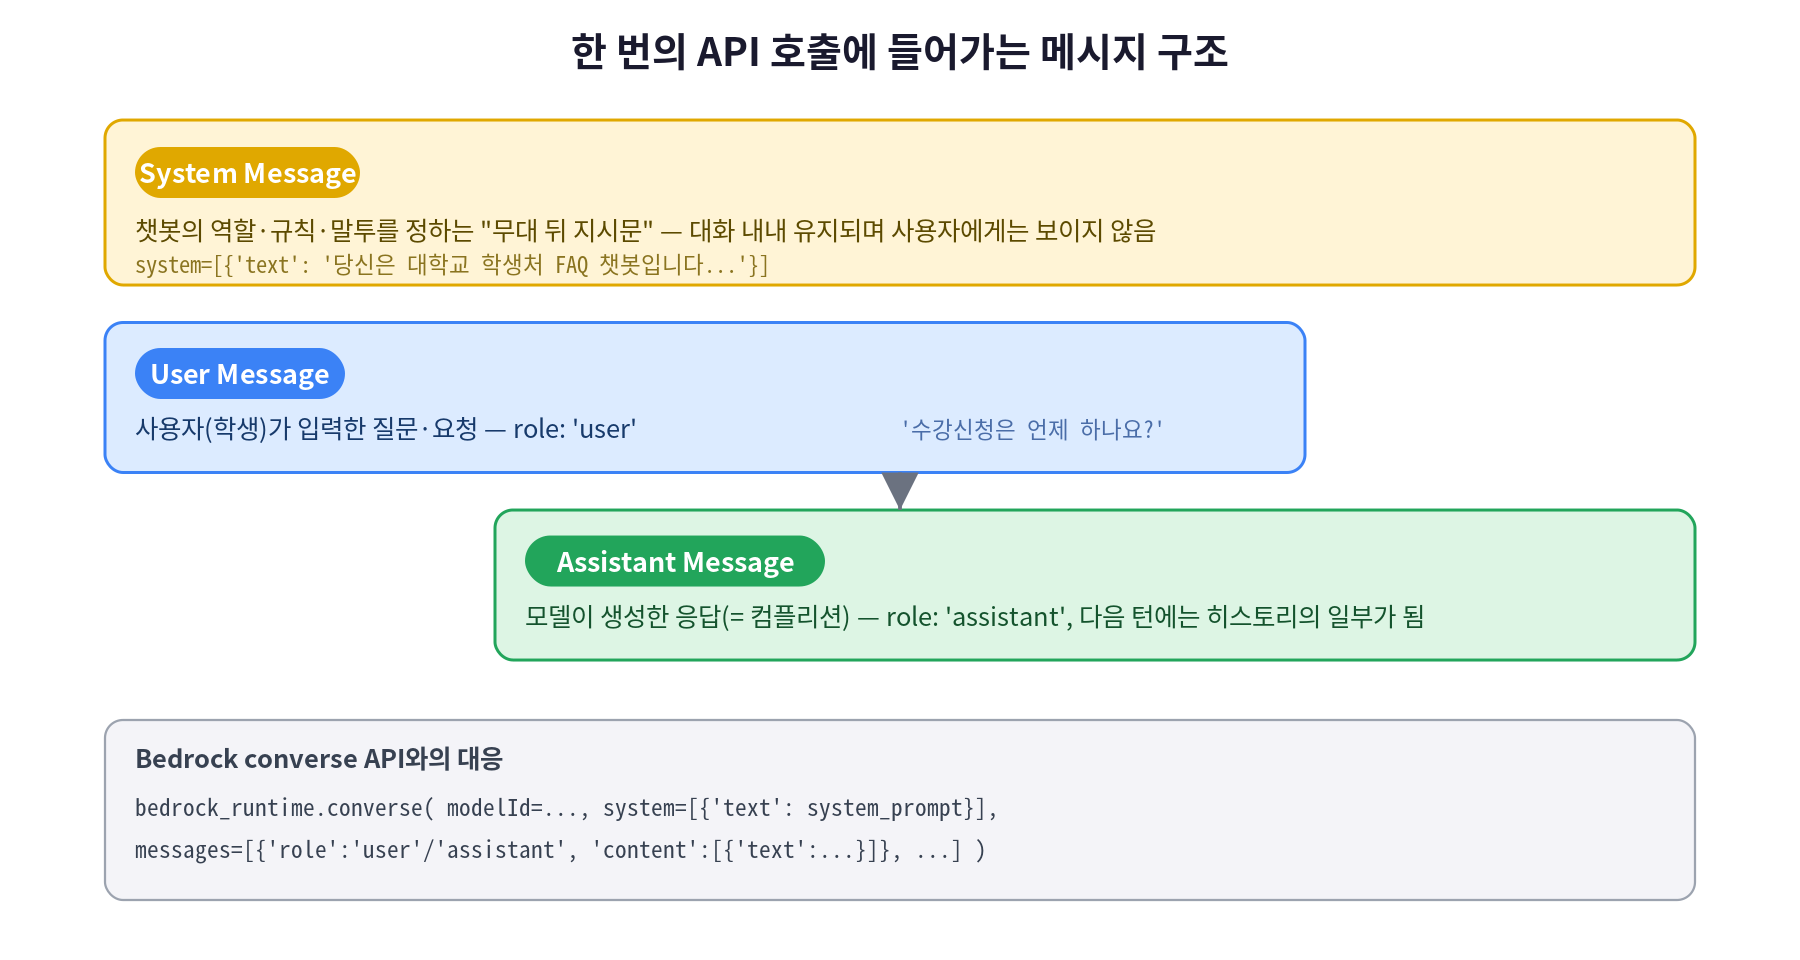 한 번의 API 호출에 들어가는 메시지 구조
System Message
챗봇의 역할·규칙·말투를 정하는 "무대 뒤 지시문" — 대화 내내 유지되며 사용자에게는 보이지 않음
system=[{'text': '당신은 대학교 학생처 FAQ 챗봇입니다...'}]
User Message
사용자(학생)가 입력한 질문·요청 — role: 'user'
'수강신청은 언제 하나요?'
Assistant Message
모델이 생성한 응답(= 컴플리션) — role: 'assistant', 다음 턴에는 히스토리의 일부가 됨
Bedrock converse API와의 대응
bedrock_runtime.converse( modelId=..., system=[{'text': system_prompt}],
messages=[{'role':'user'/'assistant', 'content':[{'text':...}]}, ...] )